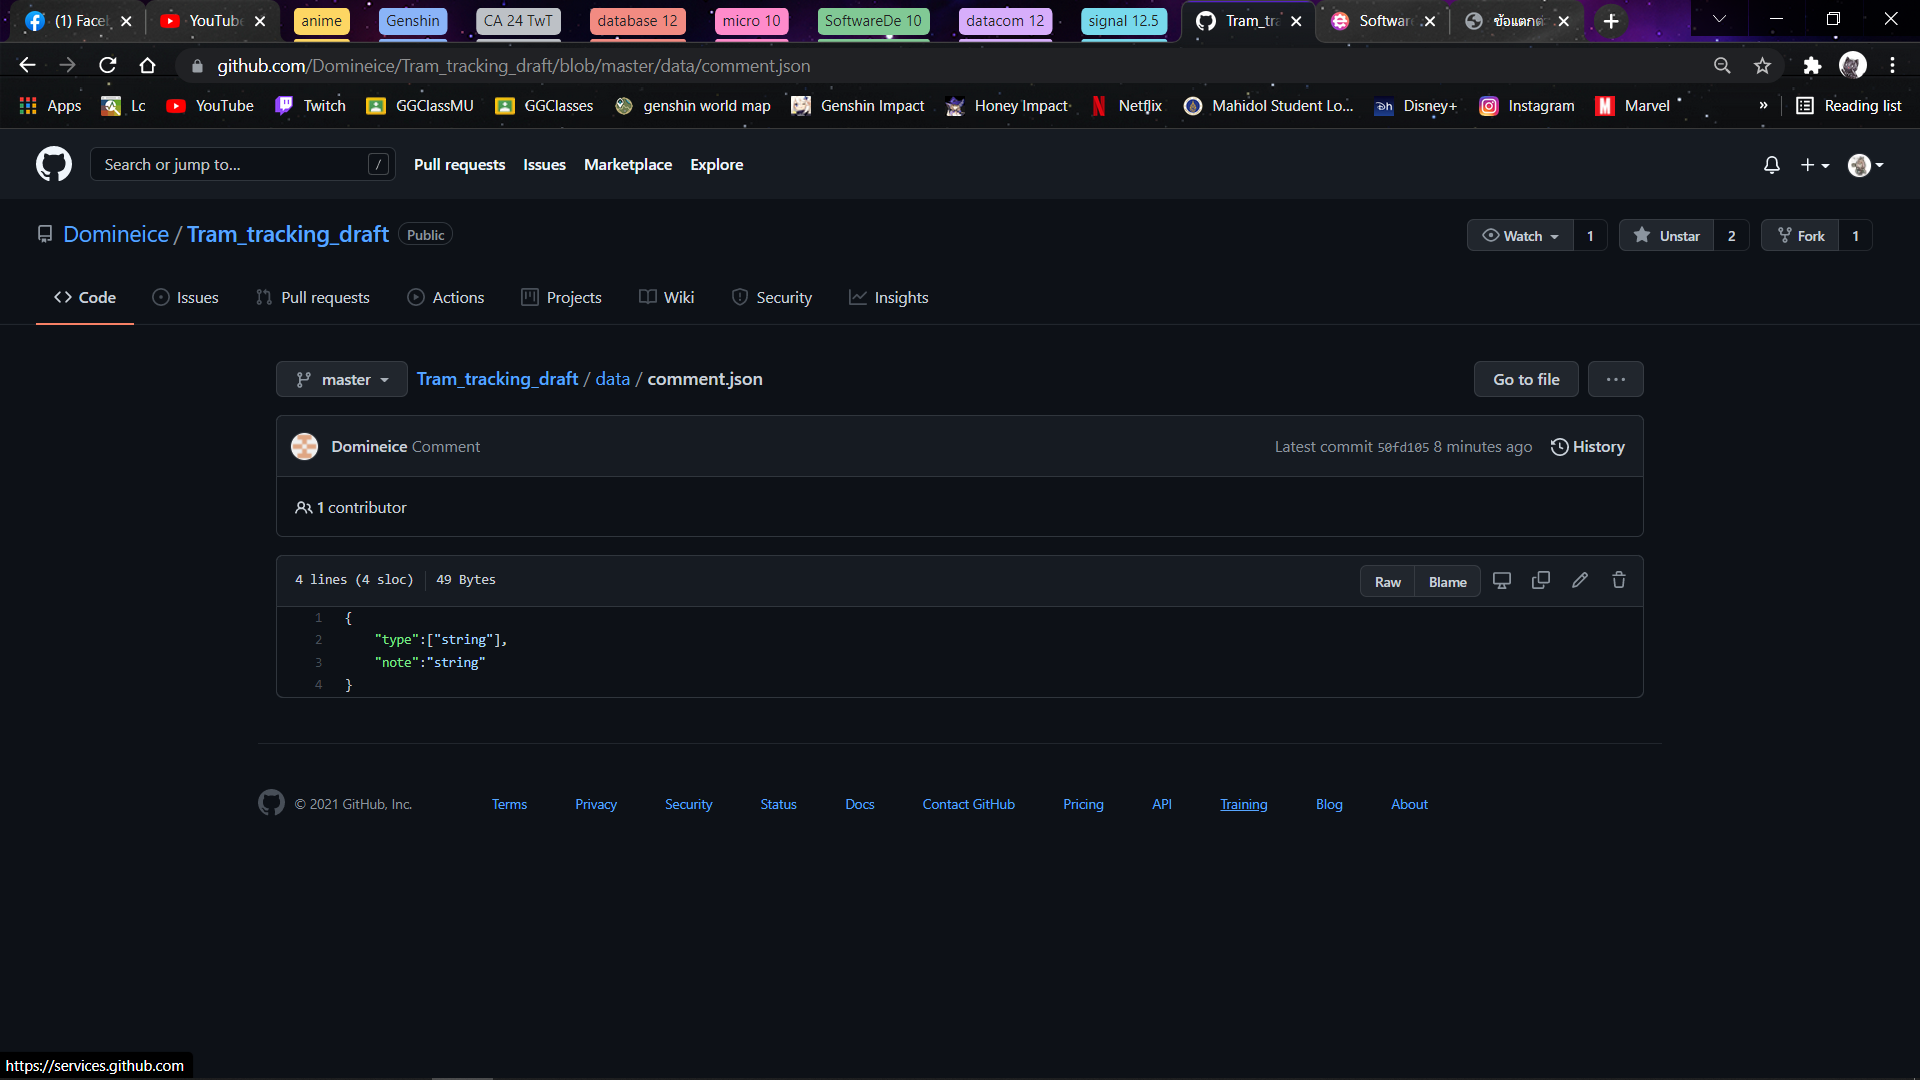 (1) Face
YouTube
anime
Genshin
CA 24 TwT
database 12
micro 10
SoftwareDe 10
datacom 12
signal 12.5
Tram_tra
Softwar
ข้อแตกต่
github.com/Domineice/Tram_tracking_draft/blob/master/data/comment.json
Apps
Lc
YouTube
Twitch
GGClassMU
GGClasses
genshin world map
Genshin Impact
Honey Impact
Netflix
Mahidol Student Lo...
Disney+
Instagram
Marvel
»
Reading list
Search or jump to...
/
Pull requests
Issues
Marketplace
Explore
Domineice / Tram_tracking_draft
Public
Watch 1
Unstar 2
Fork 1
Code
Issues
Pull requests
Actions
Projects
Wiki
Security
Insights
master
Tram_tracking_draft / data / comment.json
Go to file
...
Domineice Comment
Latest commit 50fd105 8 minutes ago
History
1 contributor
4 lines (4 sloc)
49 Bytes
Raw
Blame
1 {
2 "type":["string"],
3 "note":"string"
4 }
© 2021 GitHub, Inc.
Terms
Privacy
Security
Status
Docs
Contact GitHub
Pricing
API
Training
Blog
About
https://services.github.com